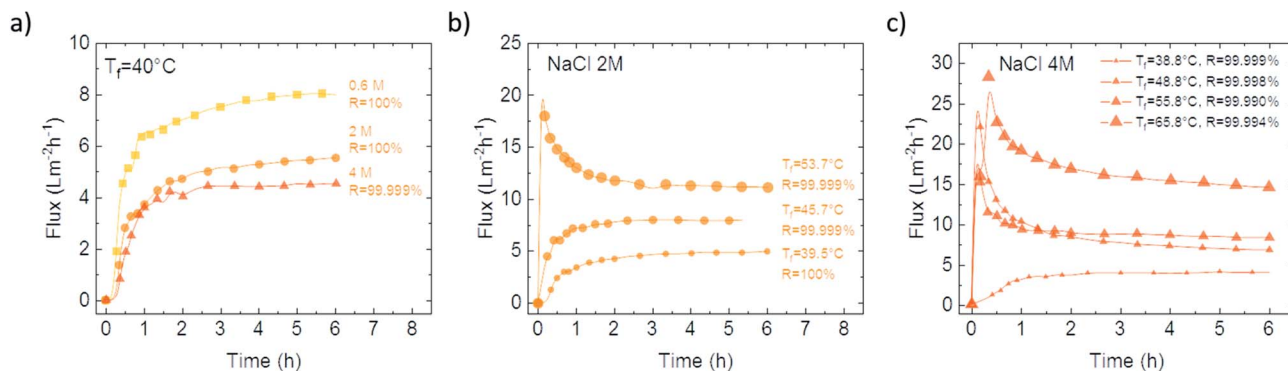 a)
b)
c)
10
8
6
4
2
0
Flux (Lm⁻²h⁻¹)
T_f=40°C
0.6 M
R=100%
2 M
R=100%
4 M
R=99.999%
0 1 2 3 4 5 6 7 8
Time (h)
25
20
15
10
5
0
Flux (Lm⁻²h⁻¹)
NaCl 2M
T_f=53.7°C
R=99.999%
T_f=45.7°C
R=99.999%
T_f=39.5°C
R=100%
0 1 2 3 4 5 6 7 8
Time (h)
30
25
20
15
10
5
0
Flux (Lm⁻²h⁻¹)
NaCl 4M
T_f=38.8°C, R=99.999%
T_f=48.8°C, R=99.998%
T_f=55.8°C, R=99.990%
T_f=65.8°C, R=99.994%
0 1 2 3 4 5 6
Time (h)